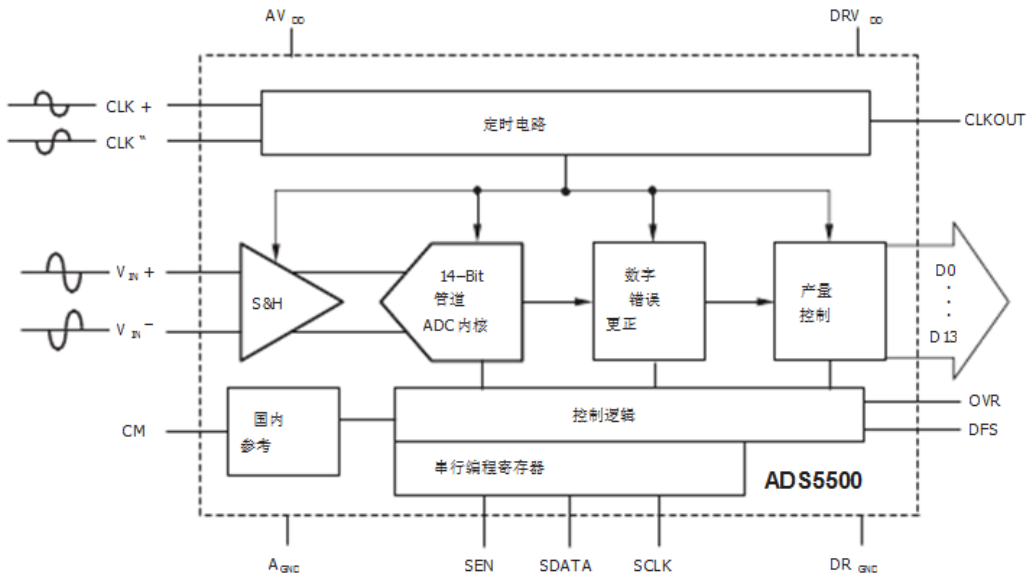 AV DD
DRV DD
CLK +
定时电路
CLKOUT
CLK "
V IN +
S&H
14-Bit
管道
ADC 内核
数字
错误
更正
产量
控制
D0
D13
V IN -
CM
国内
参考
控制逻辑
OVR
DFS
串行编程寄存器
ADS5500
A GND
SEN
SDATA
SCLK
DR GND